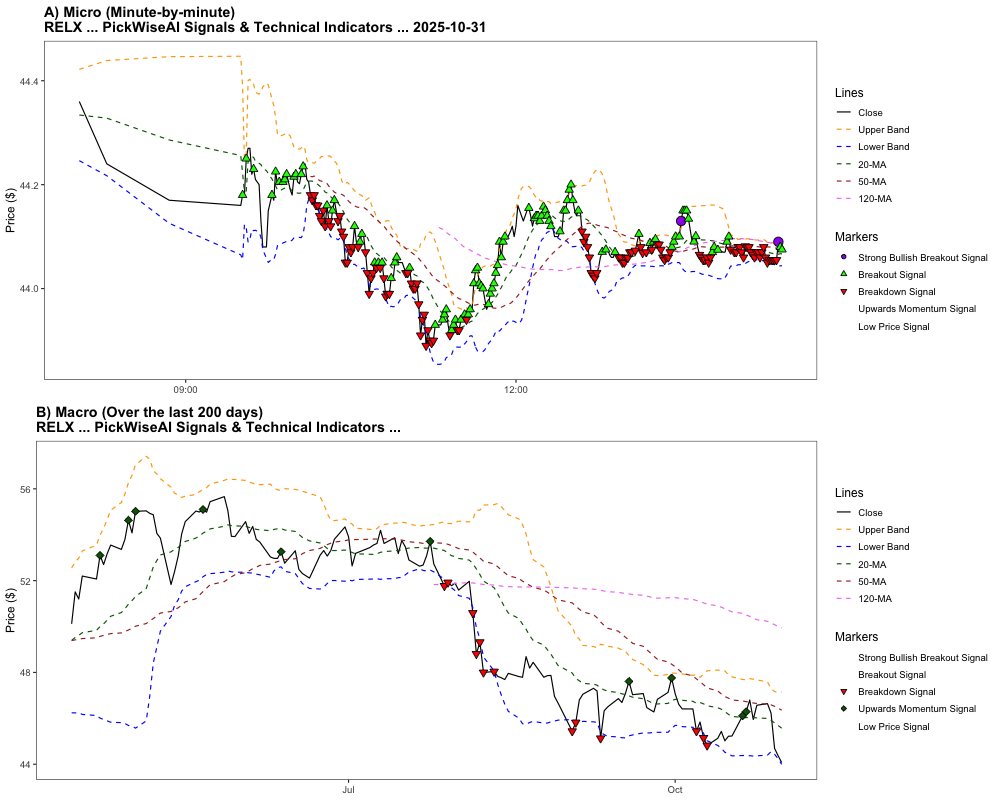 A) Micro (Minute-by-minute)
RELX ... PickWiseAI Signals & Technical Indicators ... 2025-10-31
Price ($)
44.4
44.2
44.0
09:00
12:00
Lines
Close
Upper Band
Lower Band
20-MA
50-MA
120-MA
Markers
Strong Bullish Breakout Signal
Breakout Signal
Breakdown Signal
Upwards Momentum Signal
Low Price Signal
B) Macro (Over the last 200 days)
RELX ... PickWiseAI Signals & Technical Indicators ...
Price ($)
56
52
48
44
Jul
Oct
Lines
Close
Upper Band
Lower Band
20-MA
50-MA
120-MA
Markers
Strong Bullish Breakout Signal
Breakout Signal
Breakdown Signal
Upwards Momentum Signal
Low Price Signal